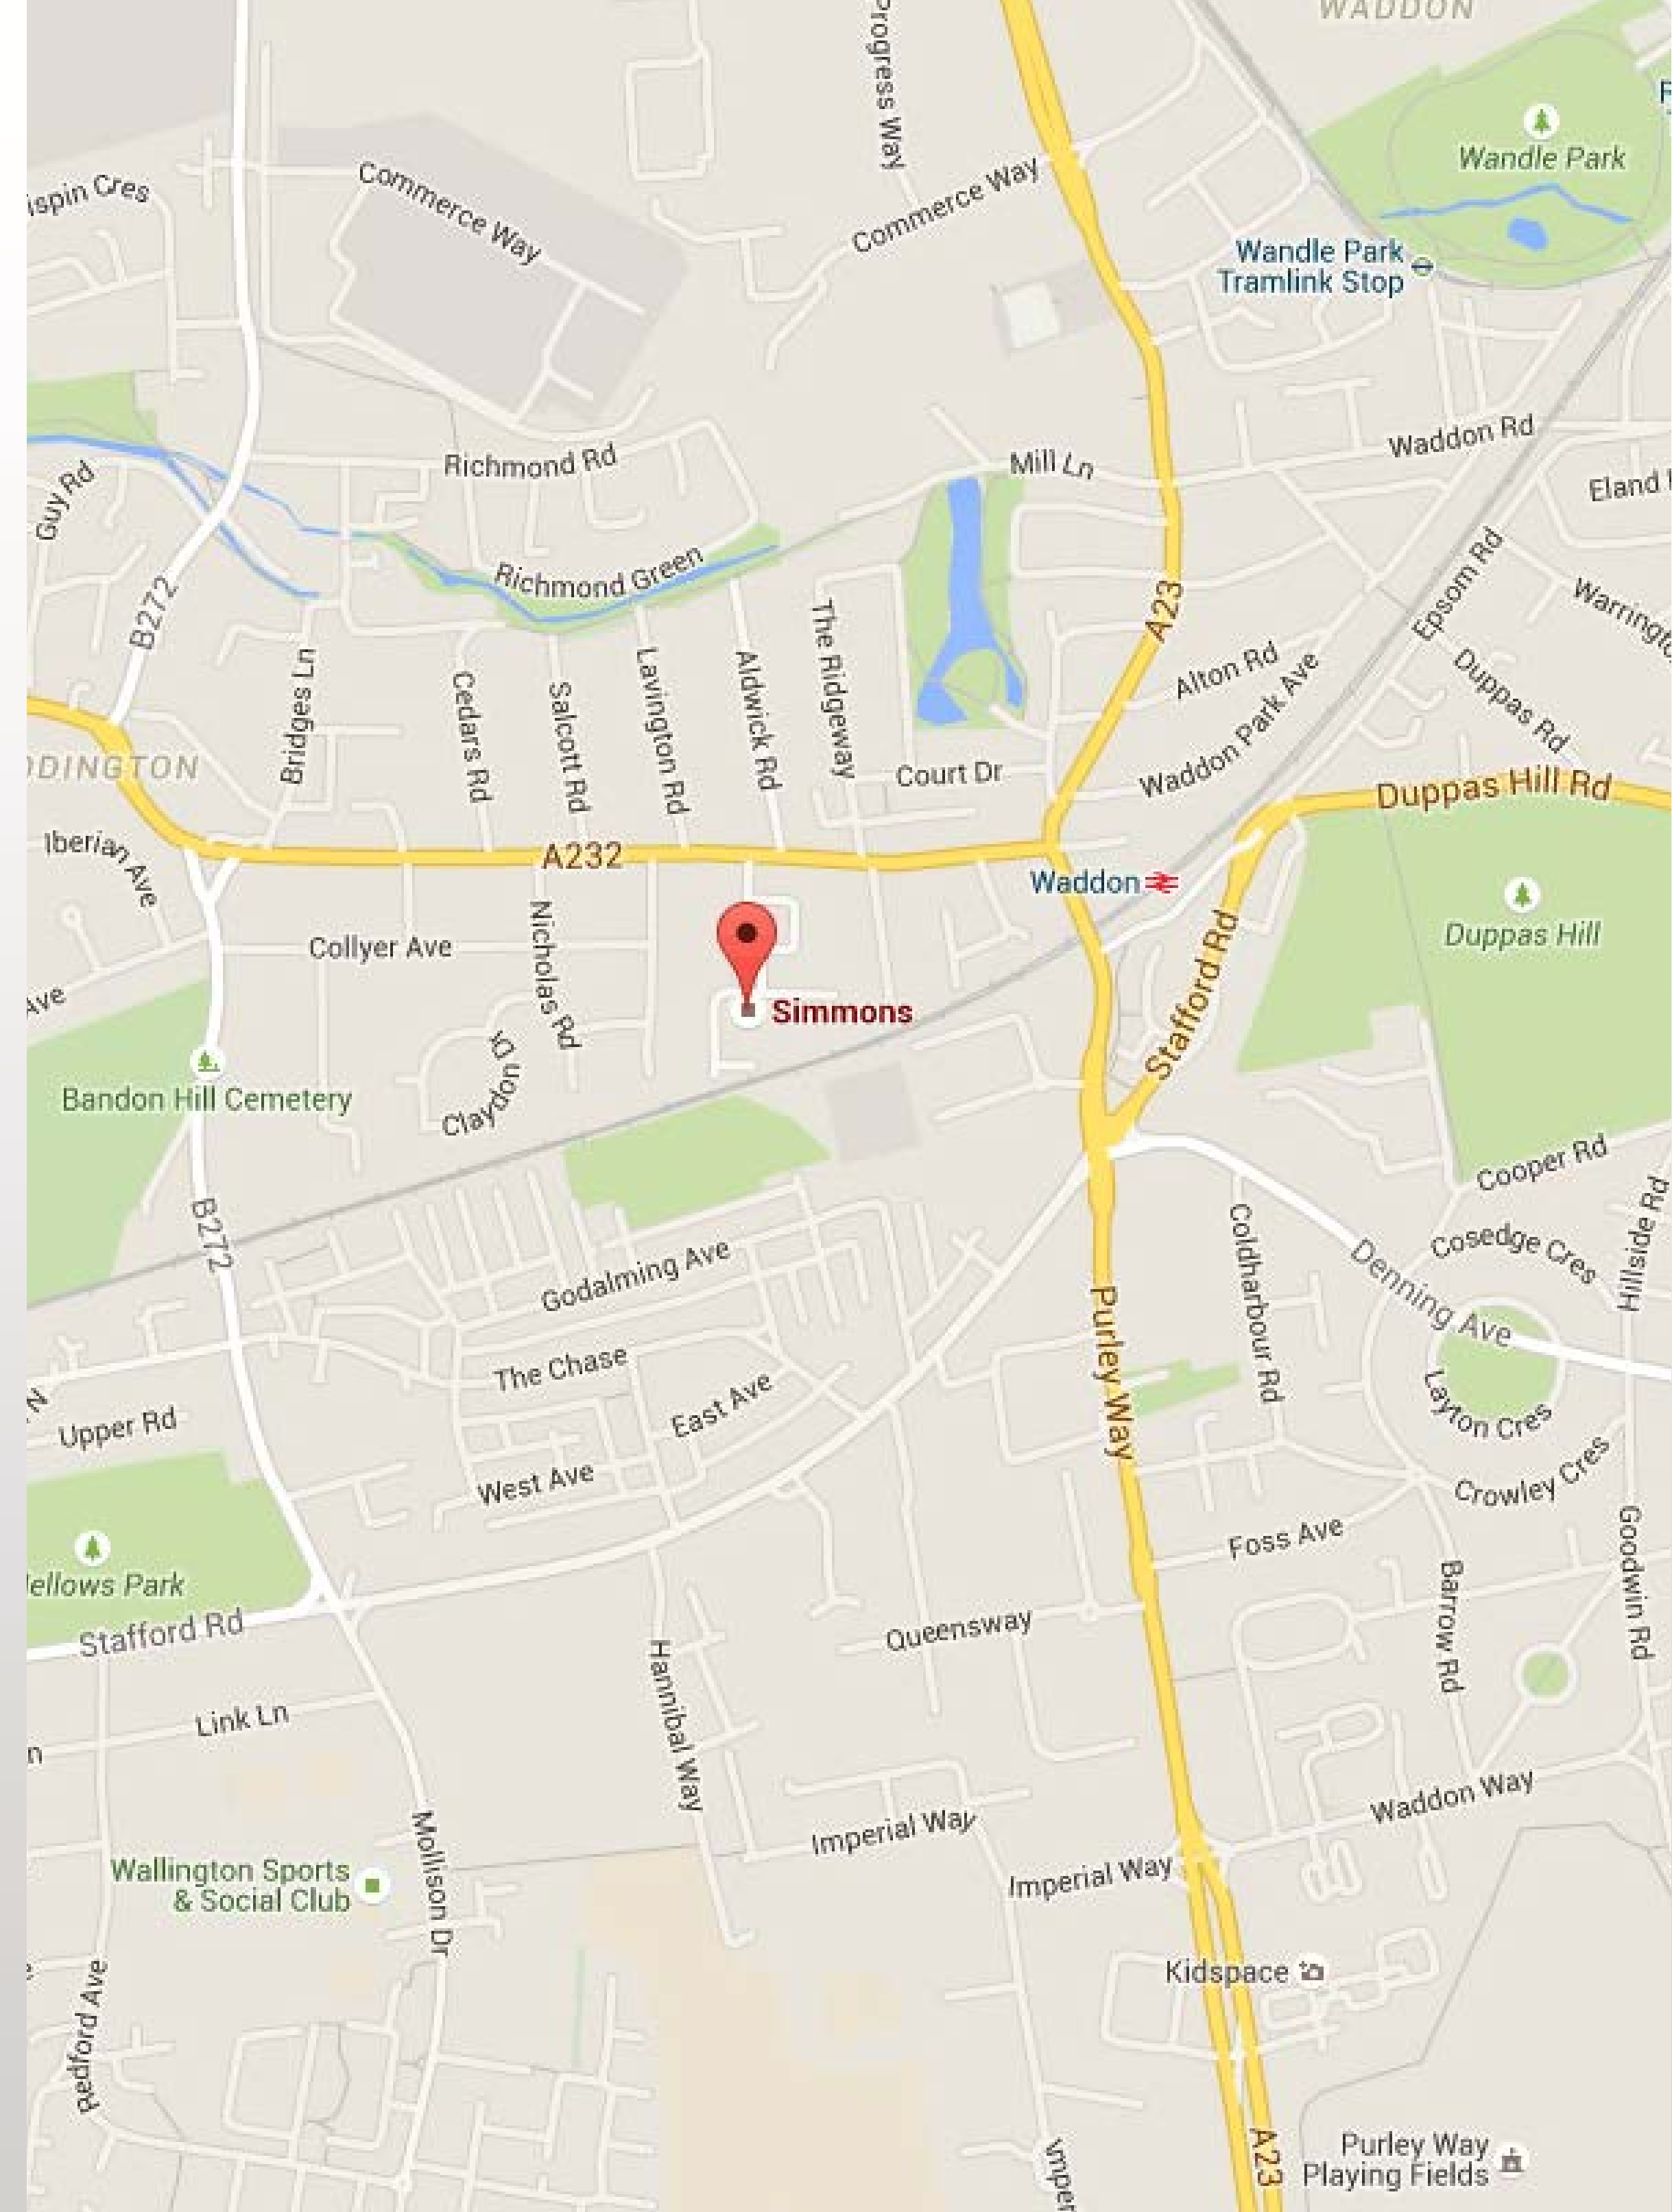 WADDON
Progress Way
Wandle Park
ispin Cres
Commerce Way
Commerce Way
Wandle Park
Tramlink Stop
Richmond Rd
Mill Ln
Waddon Rd
Guy Rd
Eland
Richmond Green
B272
A23
Epsom Rd
Warringt
The Ridgeway
Bridges Ln
Cedars Rd
Salcott Rd
Lavington Rd
Aldwick Rd
Alton Rd
Duppas Rd
Waddon Park Ave
DDINGTON
Court Dr
Duppas Hill Rd
Iberian Ave
A232
Waddon
Duppas Hill
Collyer Ave
Nicholas Rd
Stafford Rd
Ave
Simmons
Claydon Dr
Bandon Hill Cemetery
Cooper Rd
B272
Coldharbour Rd
Cosedge Cres
Hillside Rd
Godalming Ave
Denning Ave
Purley Way
The Chase
East Ave
Layton Cres
N
Upper Rd
West Ave
Crowley Cres
Foss Ave
Goodwin Rd
ellows Park
Barrow Rd
Stafford Rd
Queensway
Hannibal Way
Link Ln
n
Waddon Way
Imperial Way
Mollison Dr
Imperial Way
Wallington Sports
& Social Club
Kidspace
Redford Ave
A23
Imper
Purley Way
Playing Fields